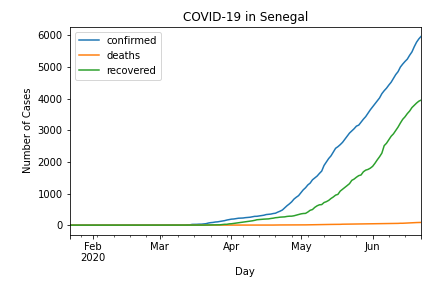 COVID-19 in Senegal
confirmed
deaths
recovered
Number of Cases
6000
5000
4000
3000
2000
1000
0
Feb
2020
Mar
Apr
May
Jun
Day